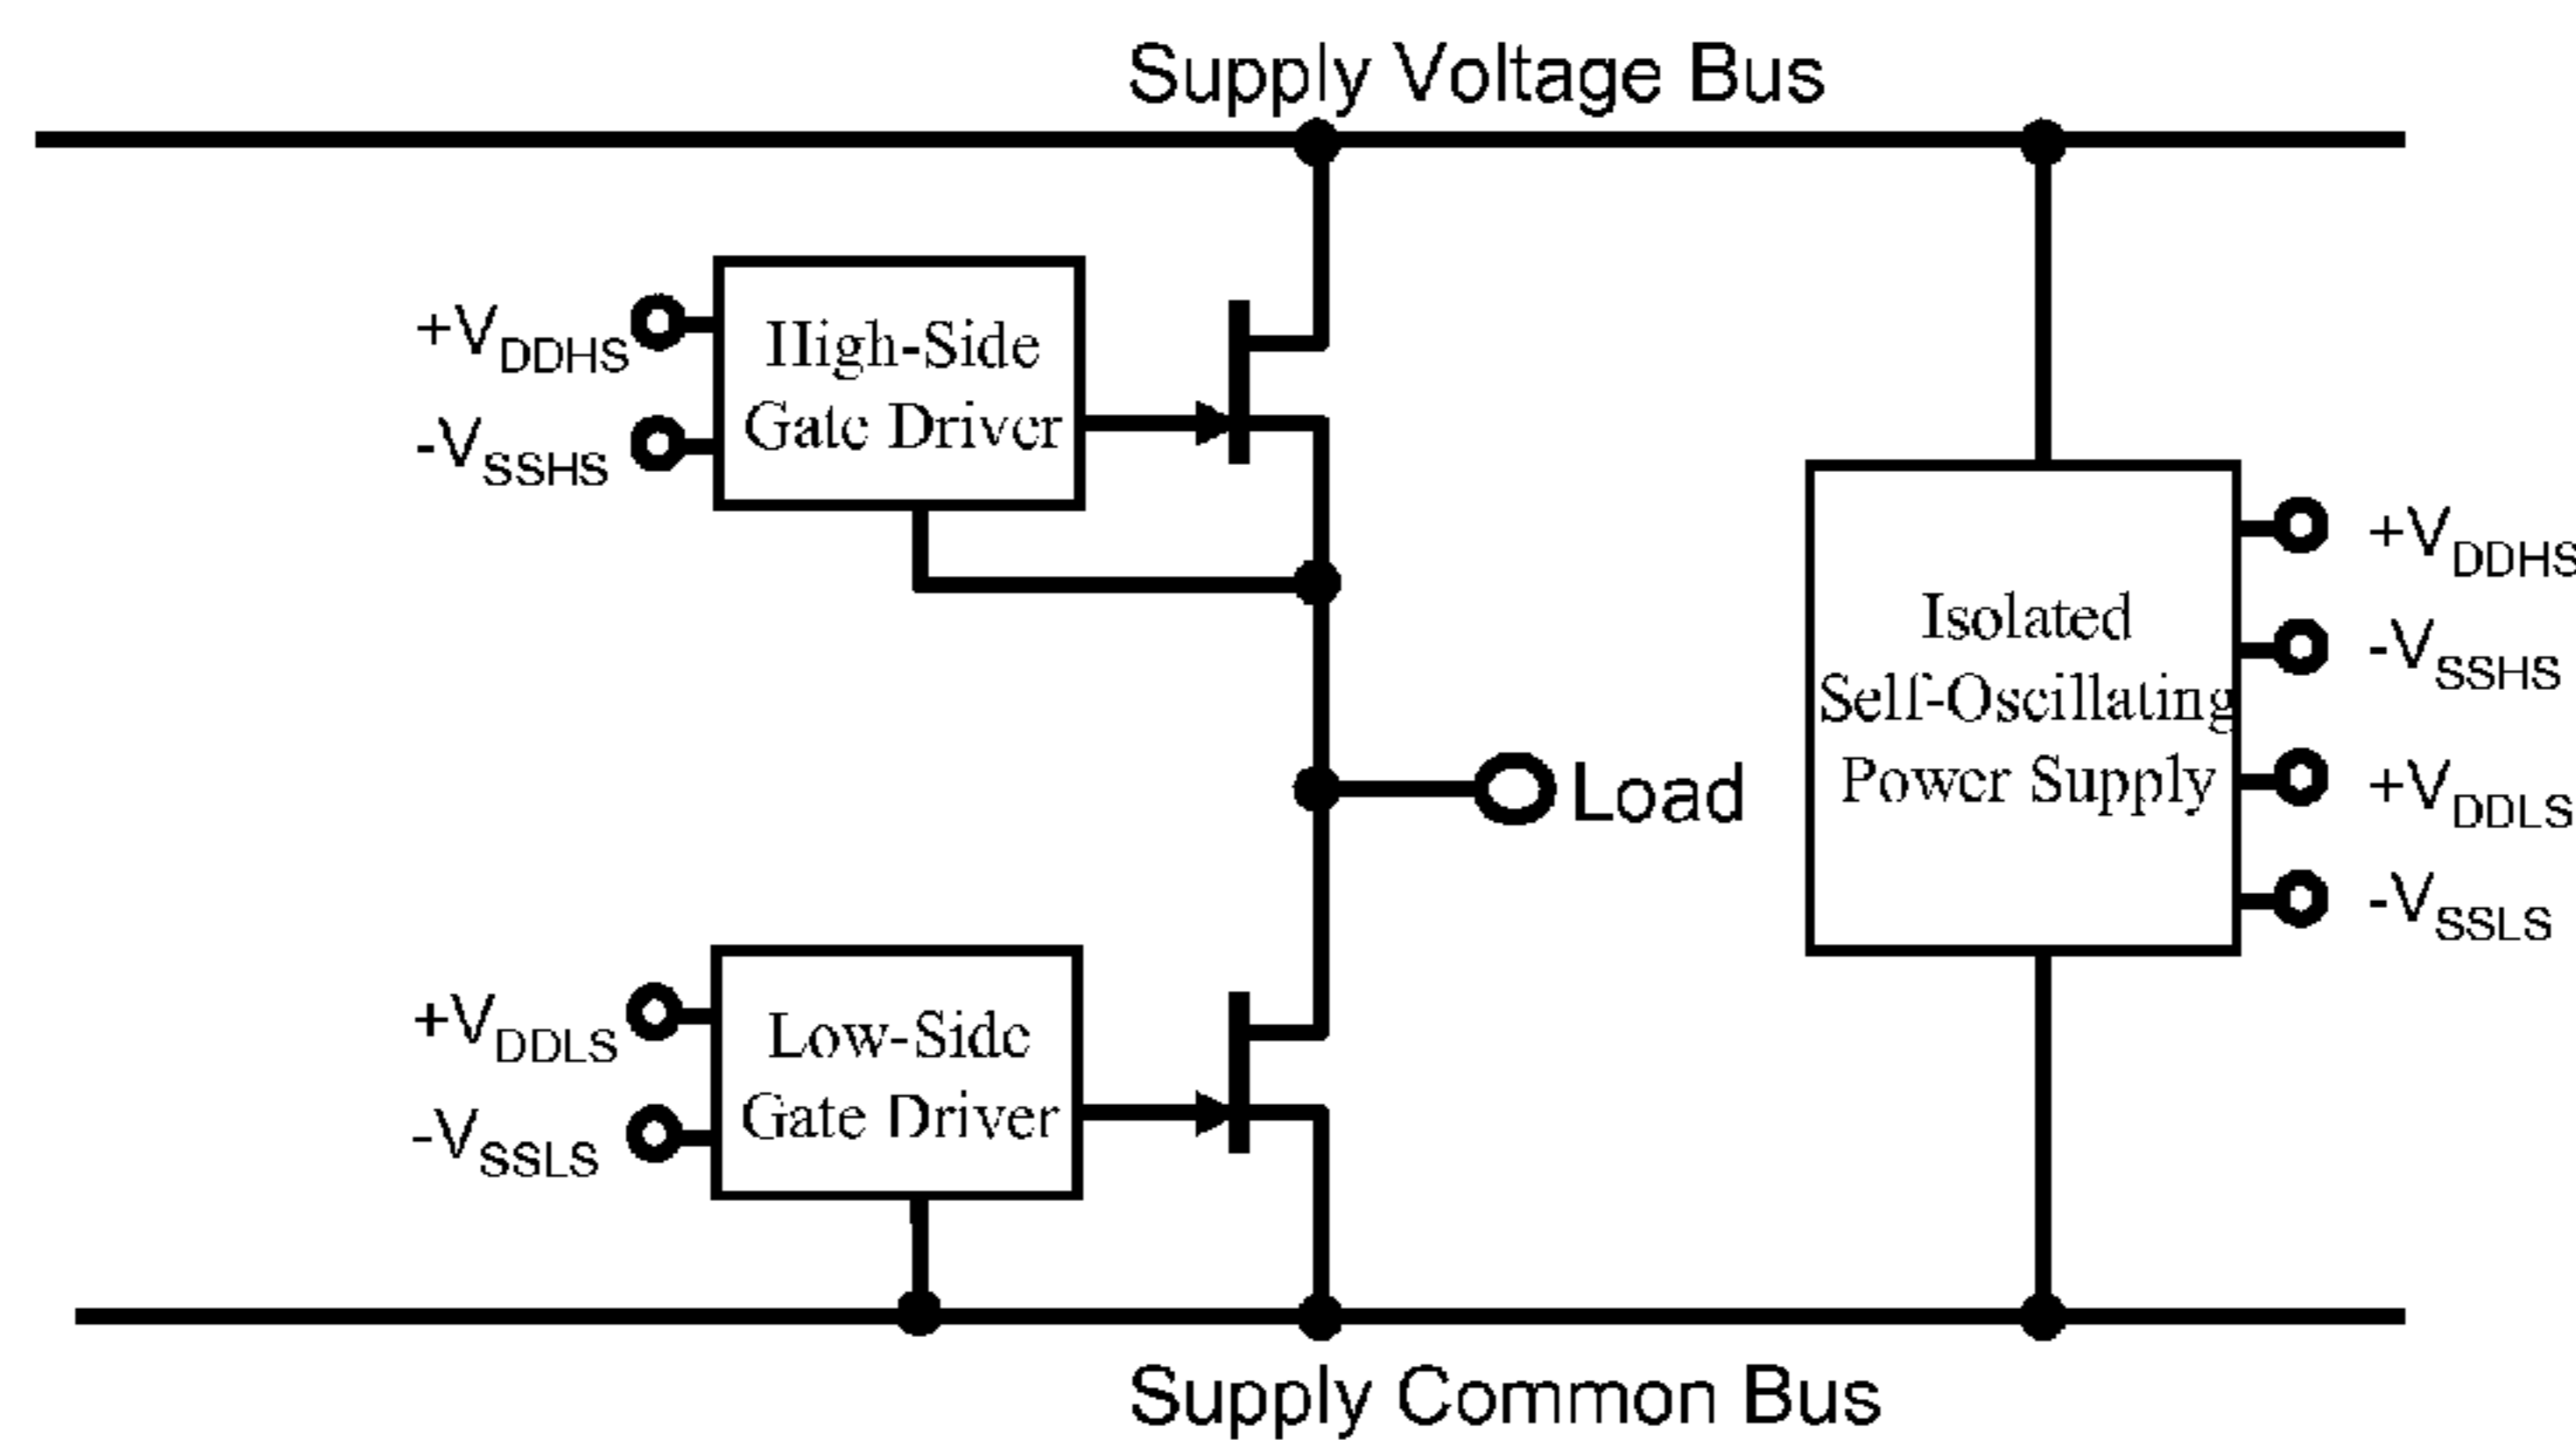 Supply Voltage Bus
+VDDHS
-VSSHS
High-Side
Gate Driver
Isolated
Self-Oscillating
Power Supply
+VDDHS
-VSSHS
+VDDLS
-VSSLS
Load
+VDDLS
-VSSLS
Low-Side
Gate Driver
Supply Common Bus